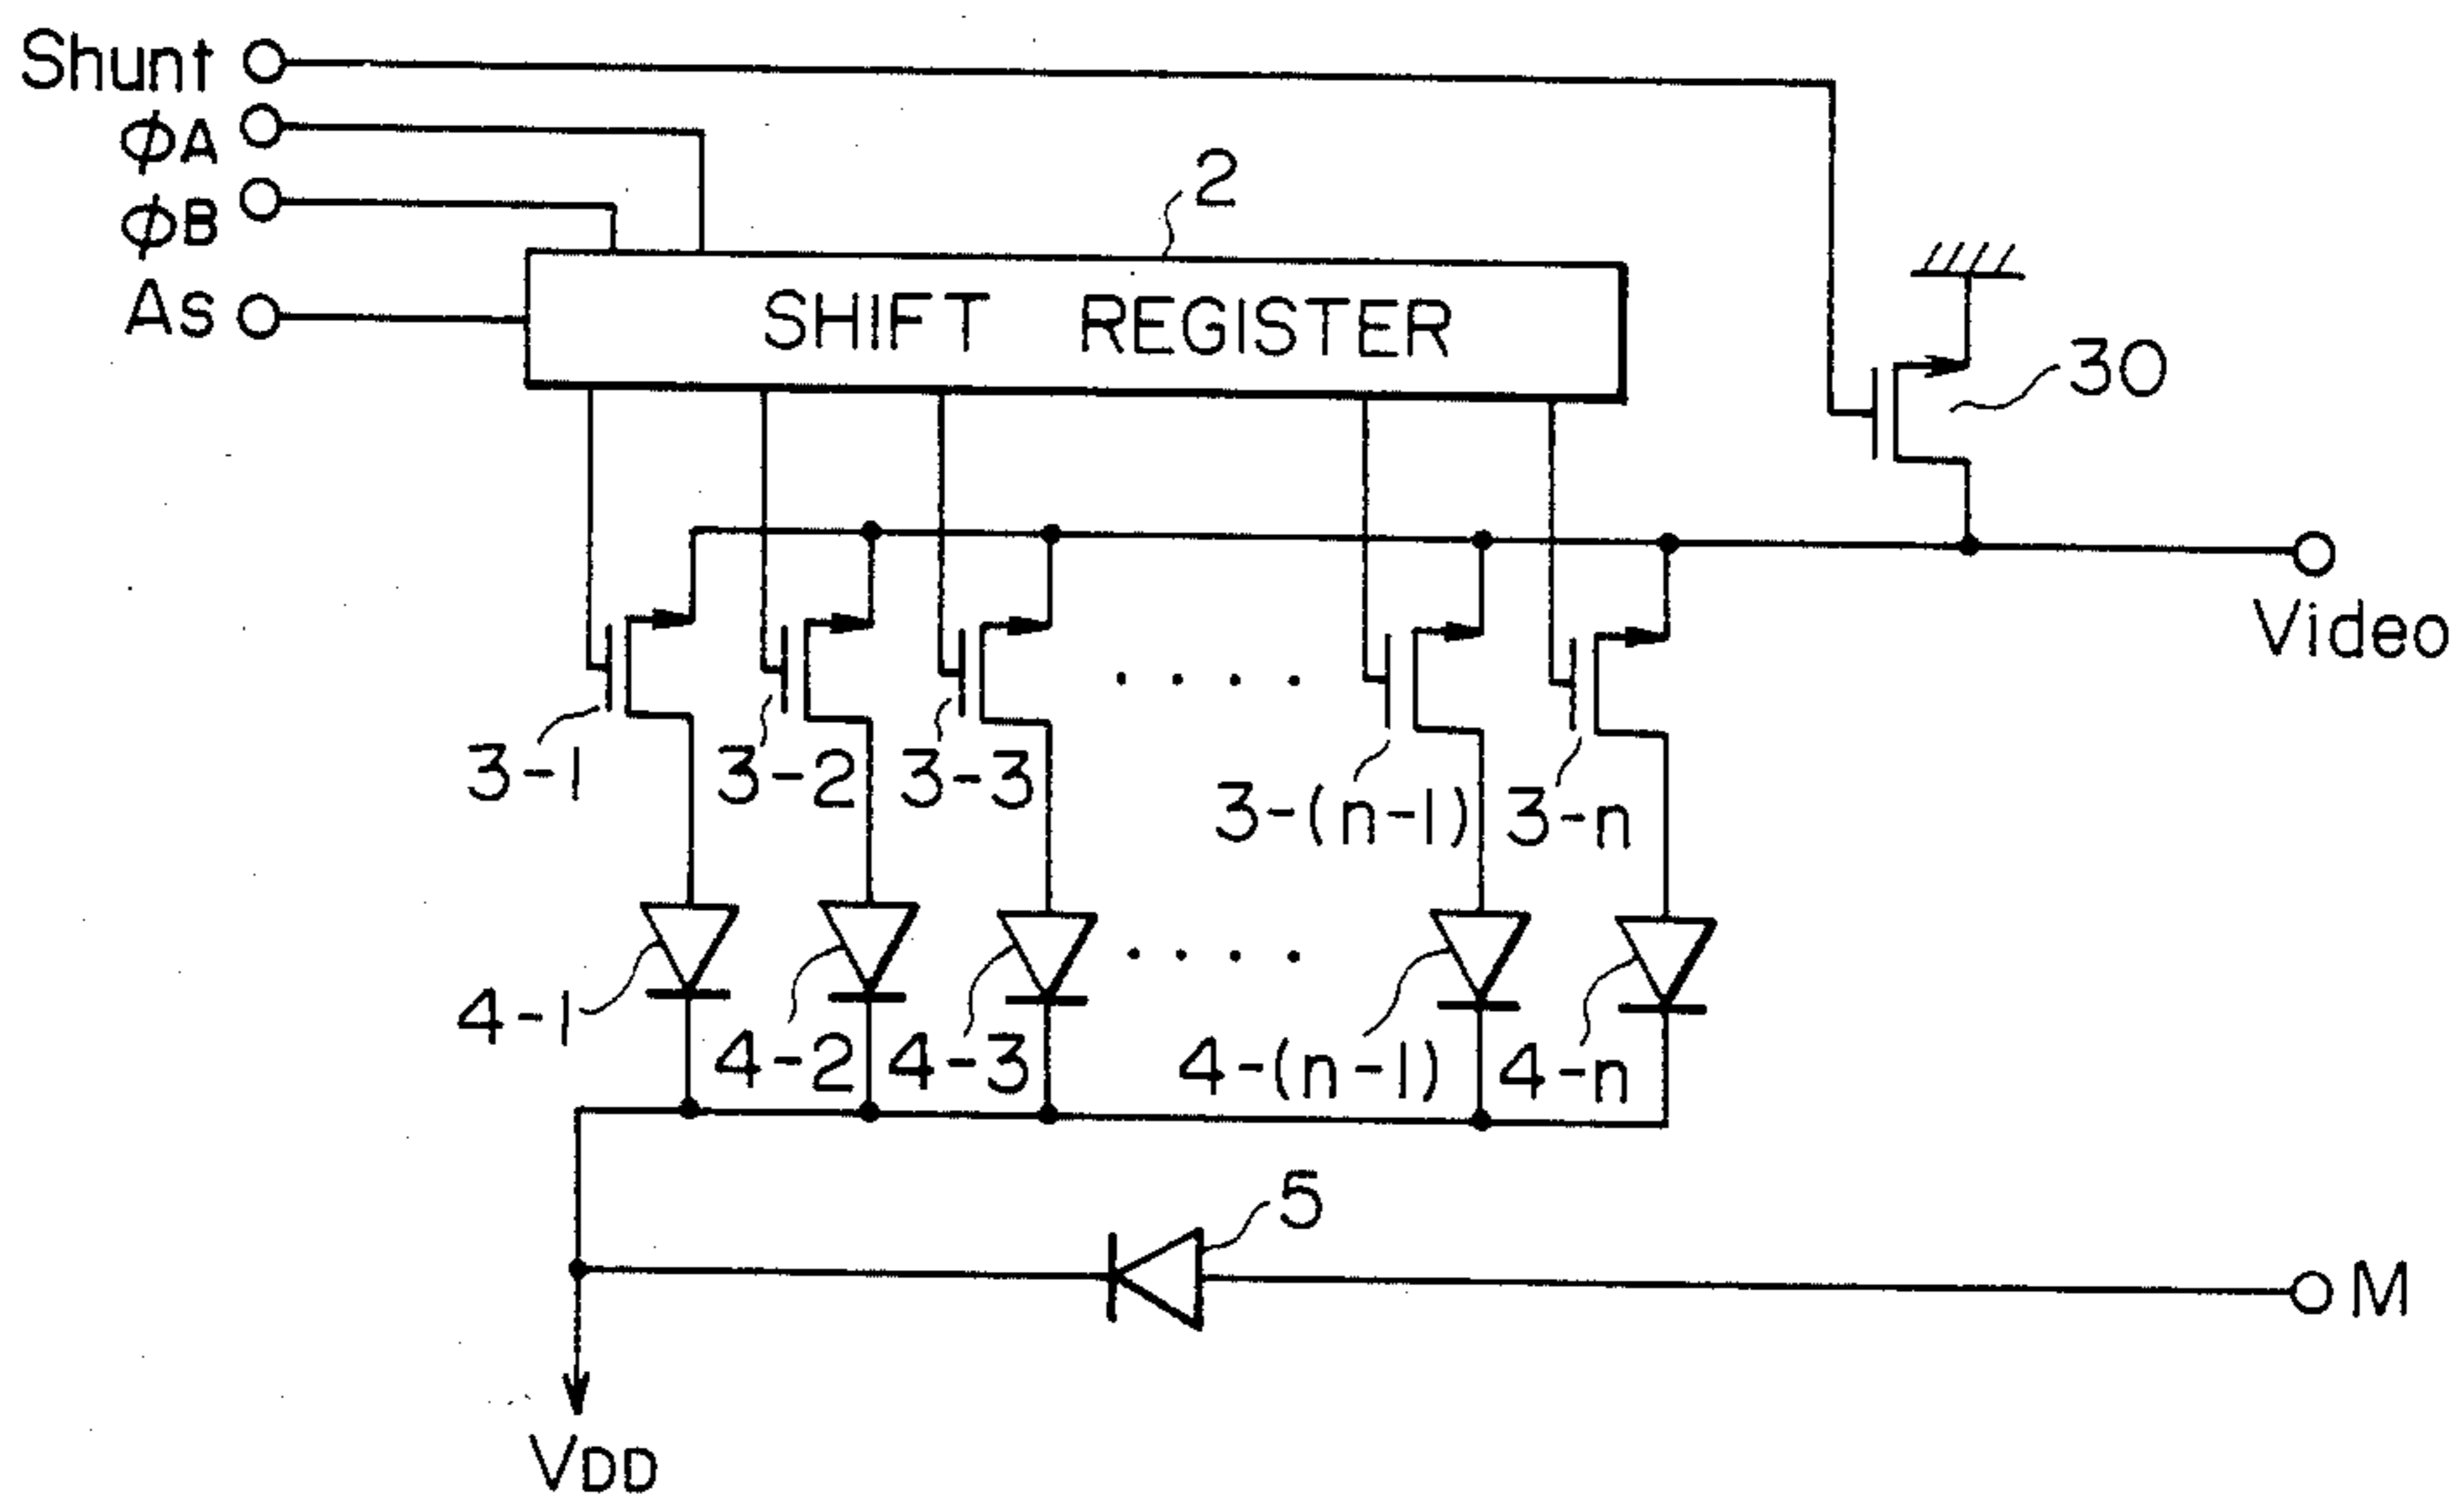 Shunt
φA
φB
As
2
SHIFT REGISTER
30
Video
3-1
3-2
3-3
3-(n-1)
3-n
4-1
4-2
4-3
4-(n-1)
4-n
5
M
VDD